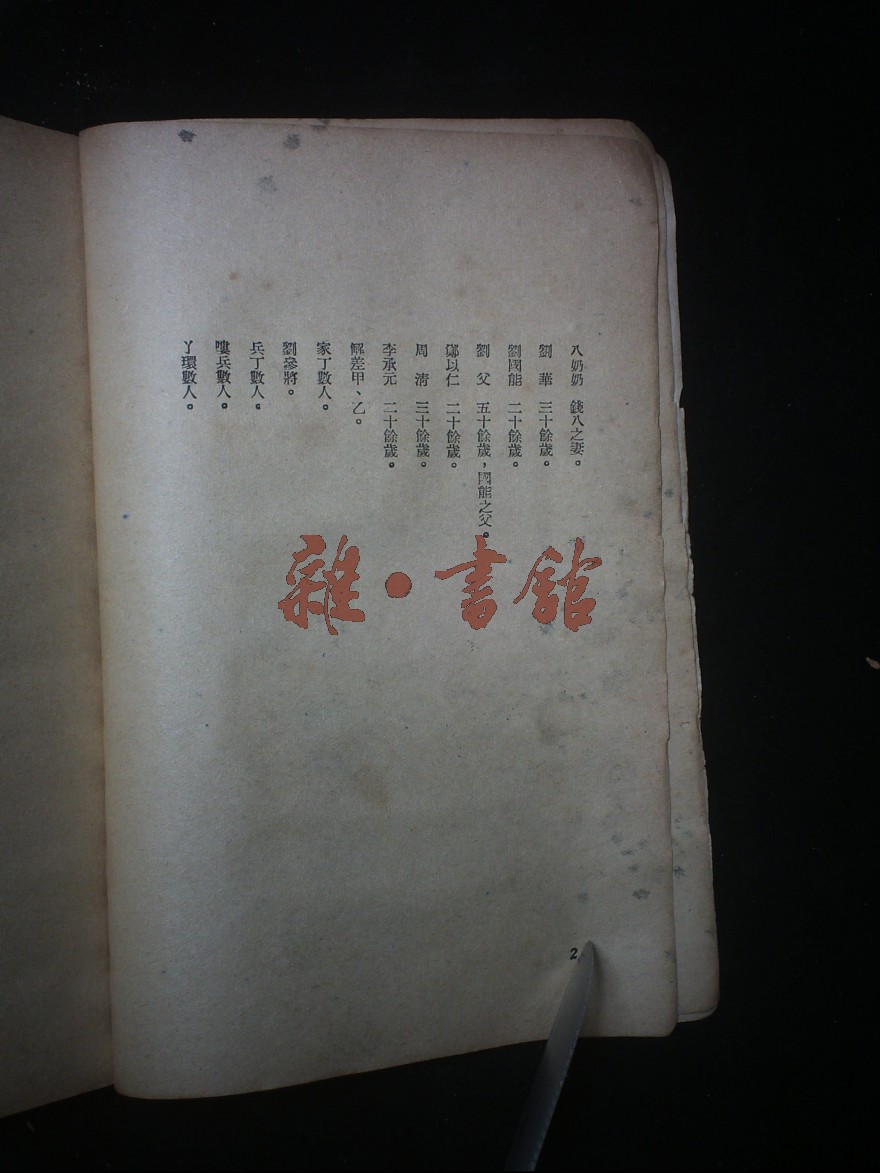 八奶奶　錢八之妻。
劉　華　三十餘歲。
劉國能　二十餘歲。
劉　父　五十餘歲，國能之父。
鄭以仁　二十餘歲。
周　清　三十餘歲。
李承元　二十餘歲。
解差甲、乙。
家丁數人。
劉參將。
兵丁數人。
嘍兵數人。
丫環數人。
雜・書館
2